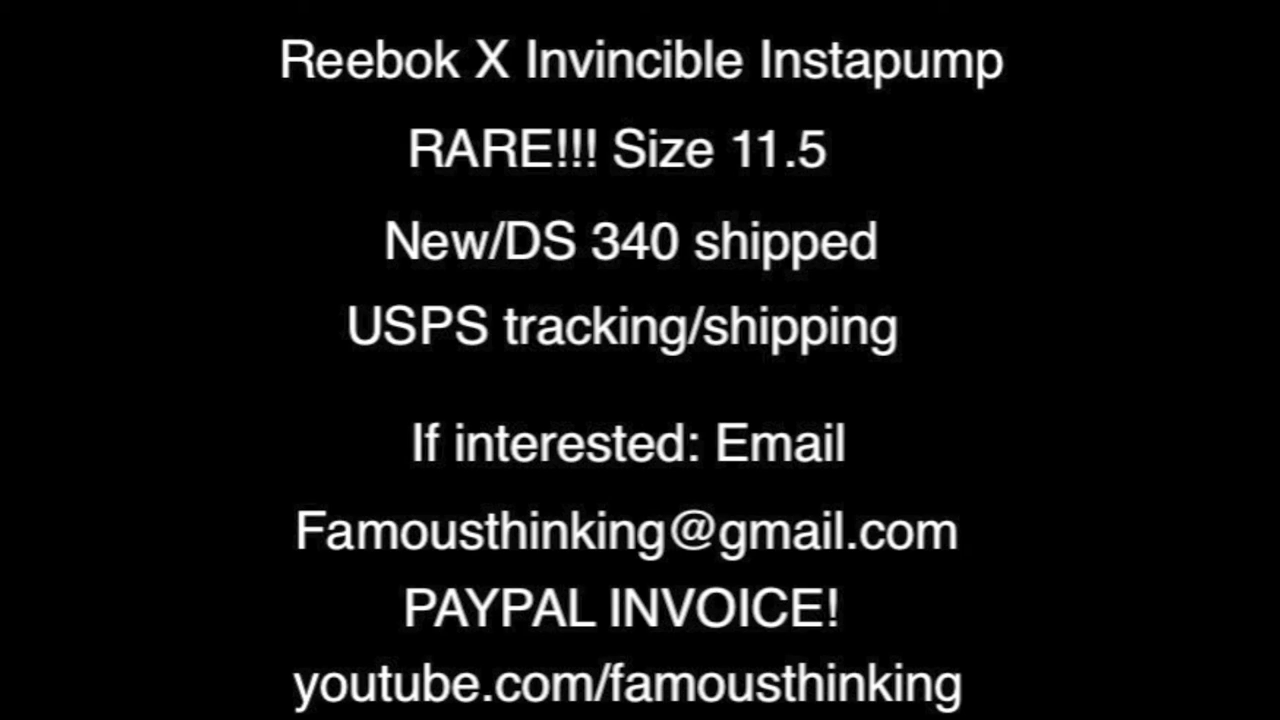 Reebok X Invincible Instapump
RARE!!! Size 11.5
New/DS 340 shipped
USPS tracking/shipping
If interested: Email
Famousthinking@gmail.com
PAYPAL INVOICE!
youtube.com/famousthinking